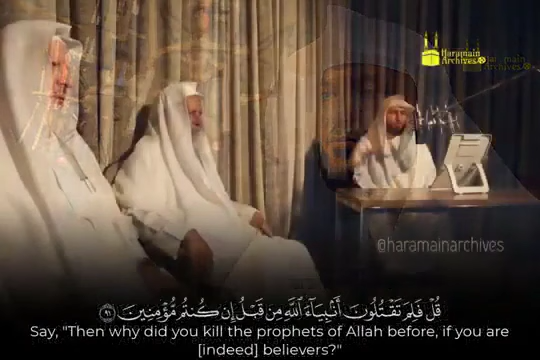 Haramain
Archives
@haramainarchives
قُلْ فَلِمَ تَقْتُلُونَ أَنۢبِيَآءَ ٱللَّهِ مِن قَبْلُ إِن كُنتُم مُّؤْمِنِينَ ٩١
Say, "Then why did you kill the prophets of Allah before, if you are
[indeed] believers?"